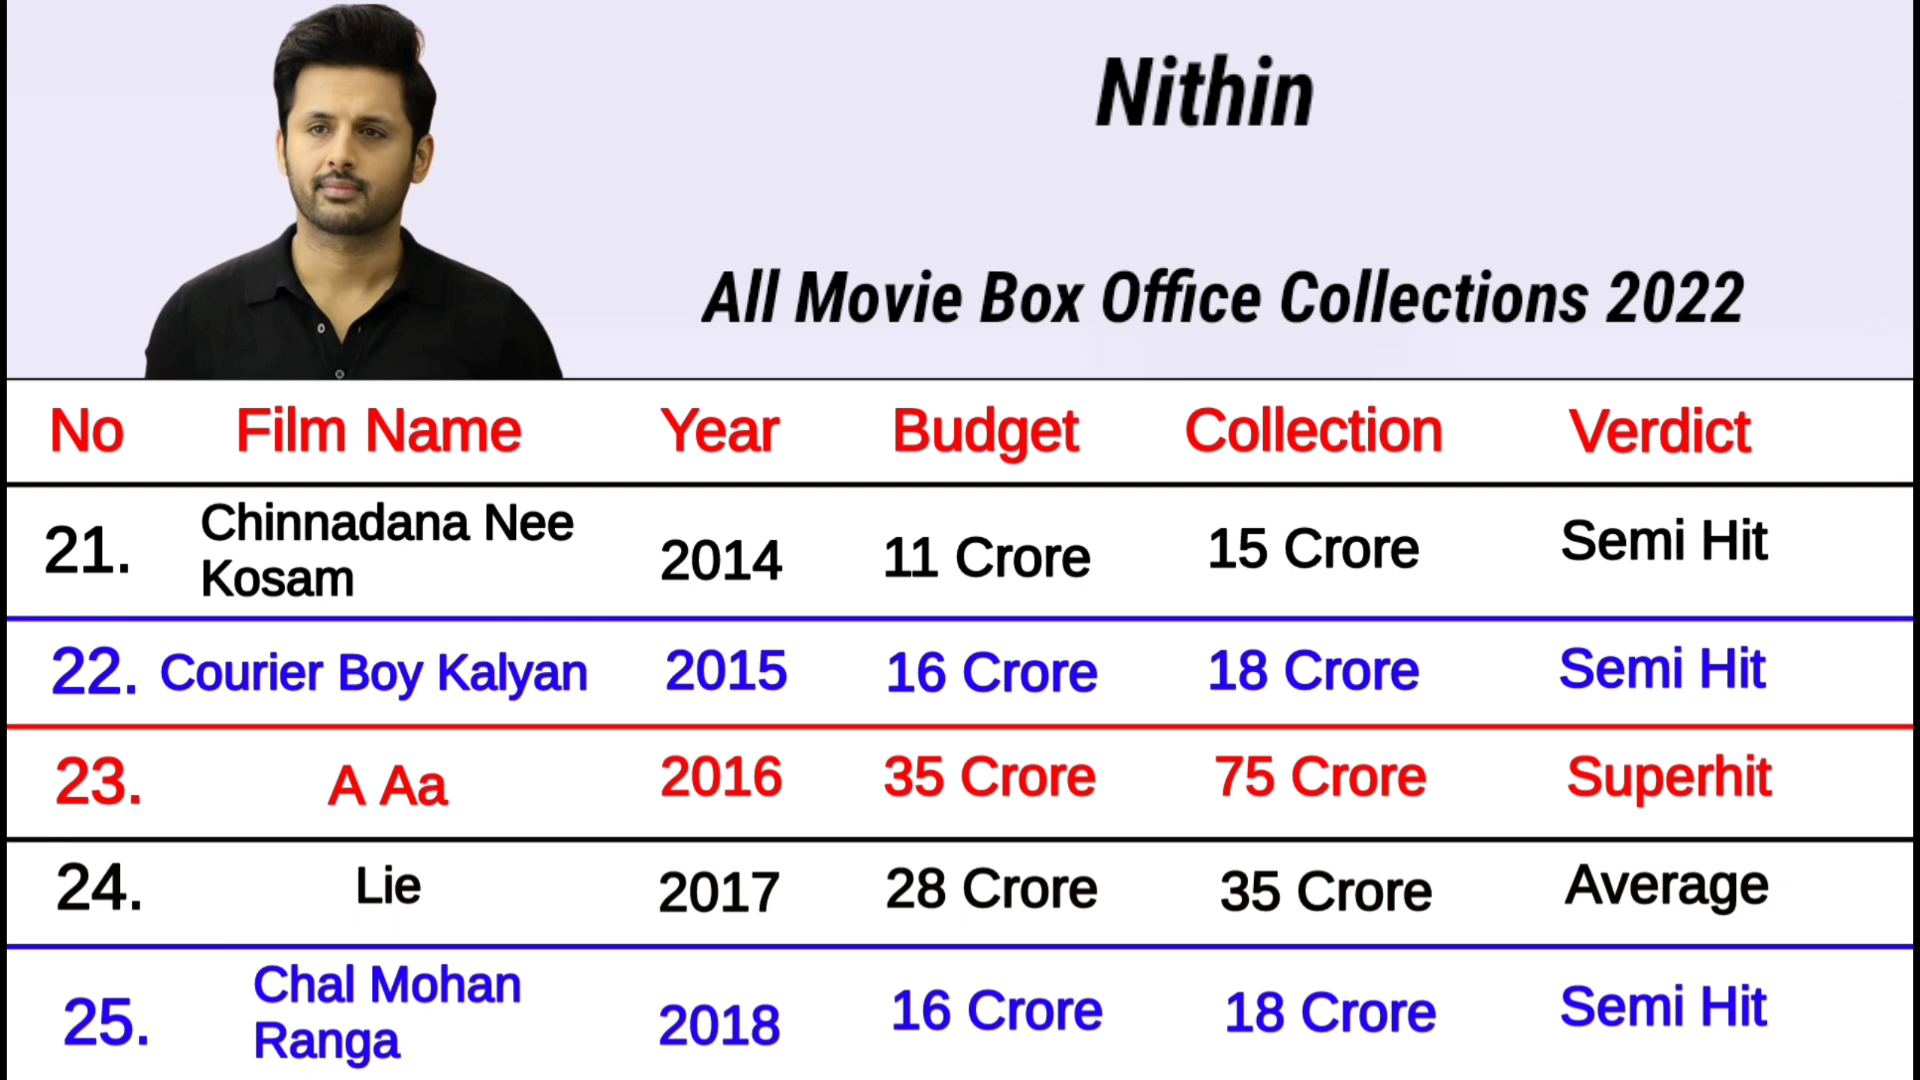 Nithin
All Movie Box Office Collections 2022
No Film Name Year Budget Collection Verdict
21. Chinnadana Nee Kosam 2014 11 Crore 15 Crore Semi Hit
22. Courier Boy Kalyan 2015 16 Crore 18 Crore Semi Hit
23. A Aa 2016 35 Crore 75 Crore Superhit
24. Lie 2017 28 Crore 35 Crore Average
25. Chal Mohan Ranga 2018 16 Crore 18 Crore Semi Hit